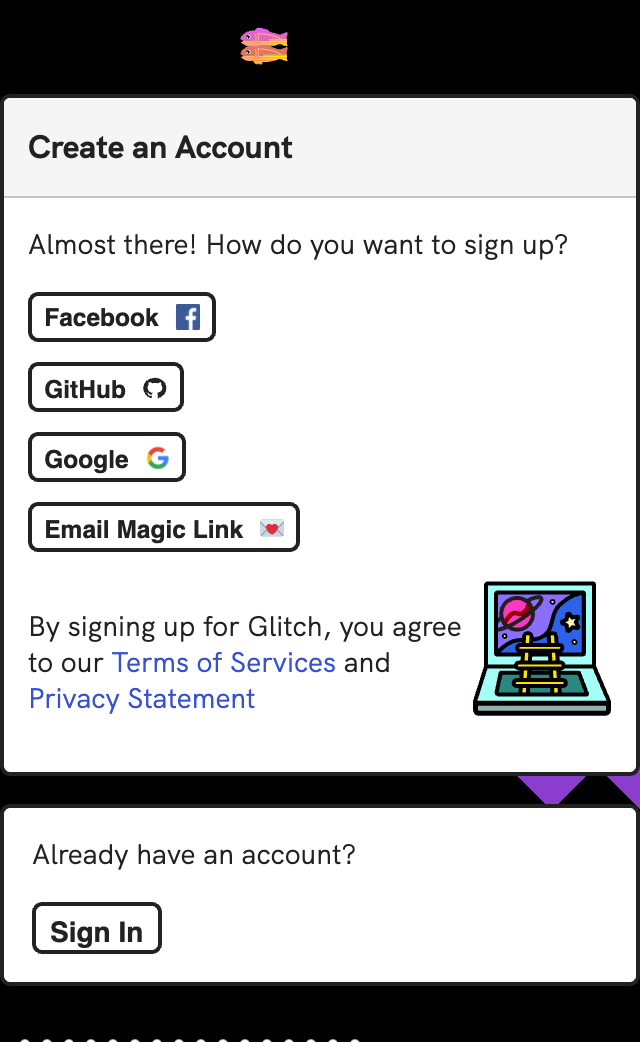 Create an Account
Almost there! How do you want to sign up?
Facebook
GitHub
Google
Email Magic Link
By signing up for Glitch, you agree
to our Terms of Services and
Privacy Statement
Already have an account?
Sign In